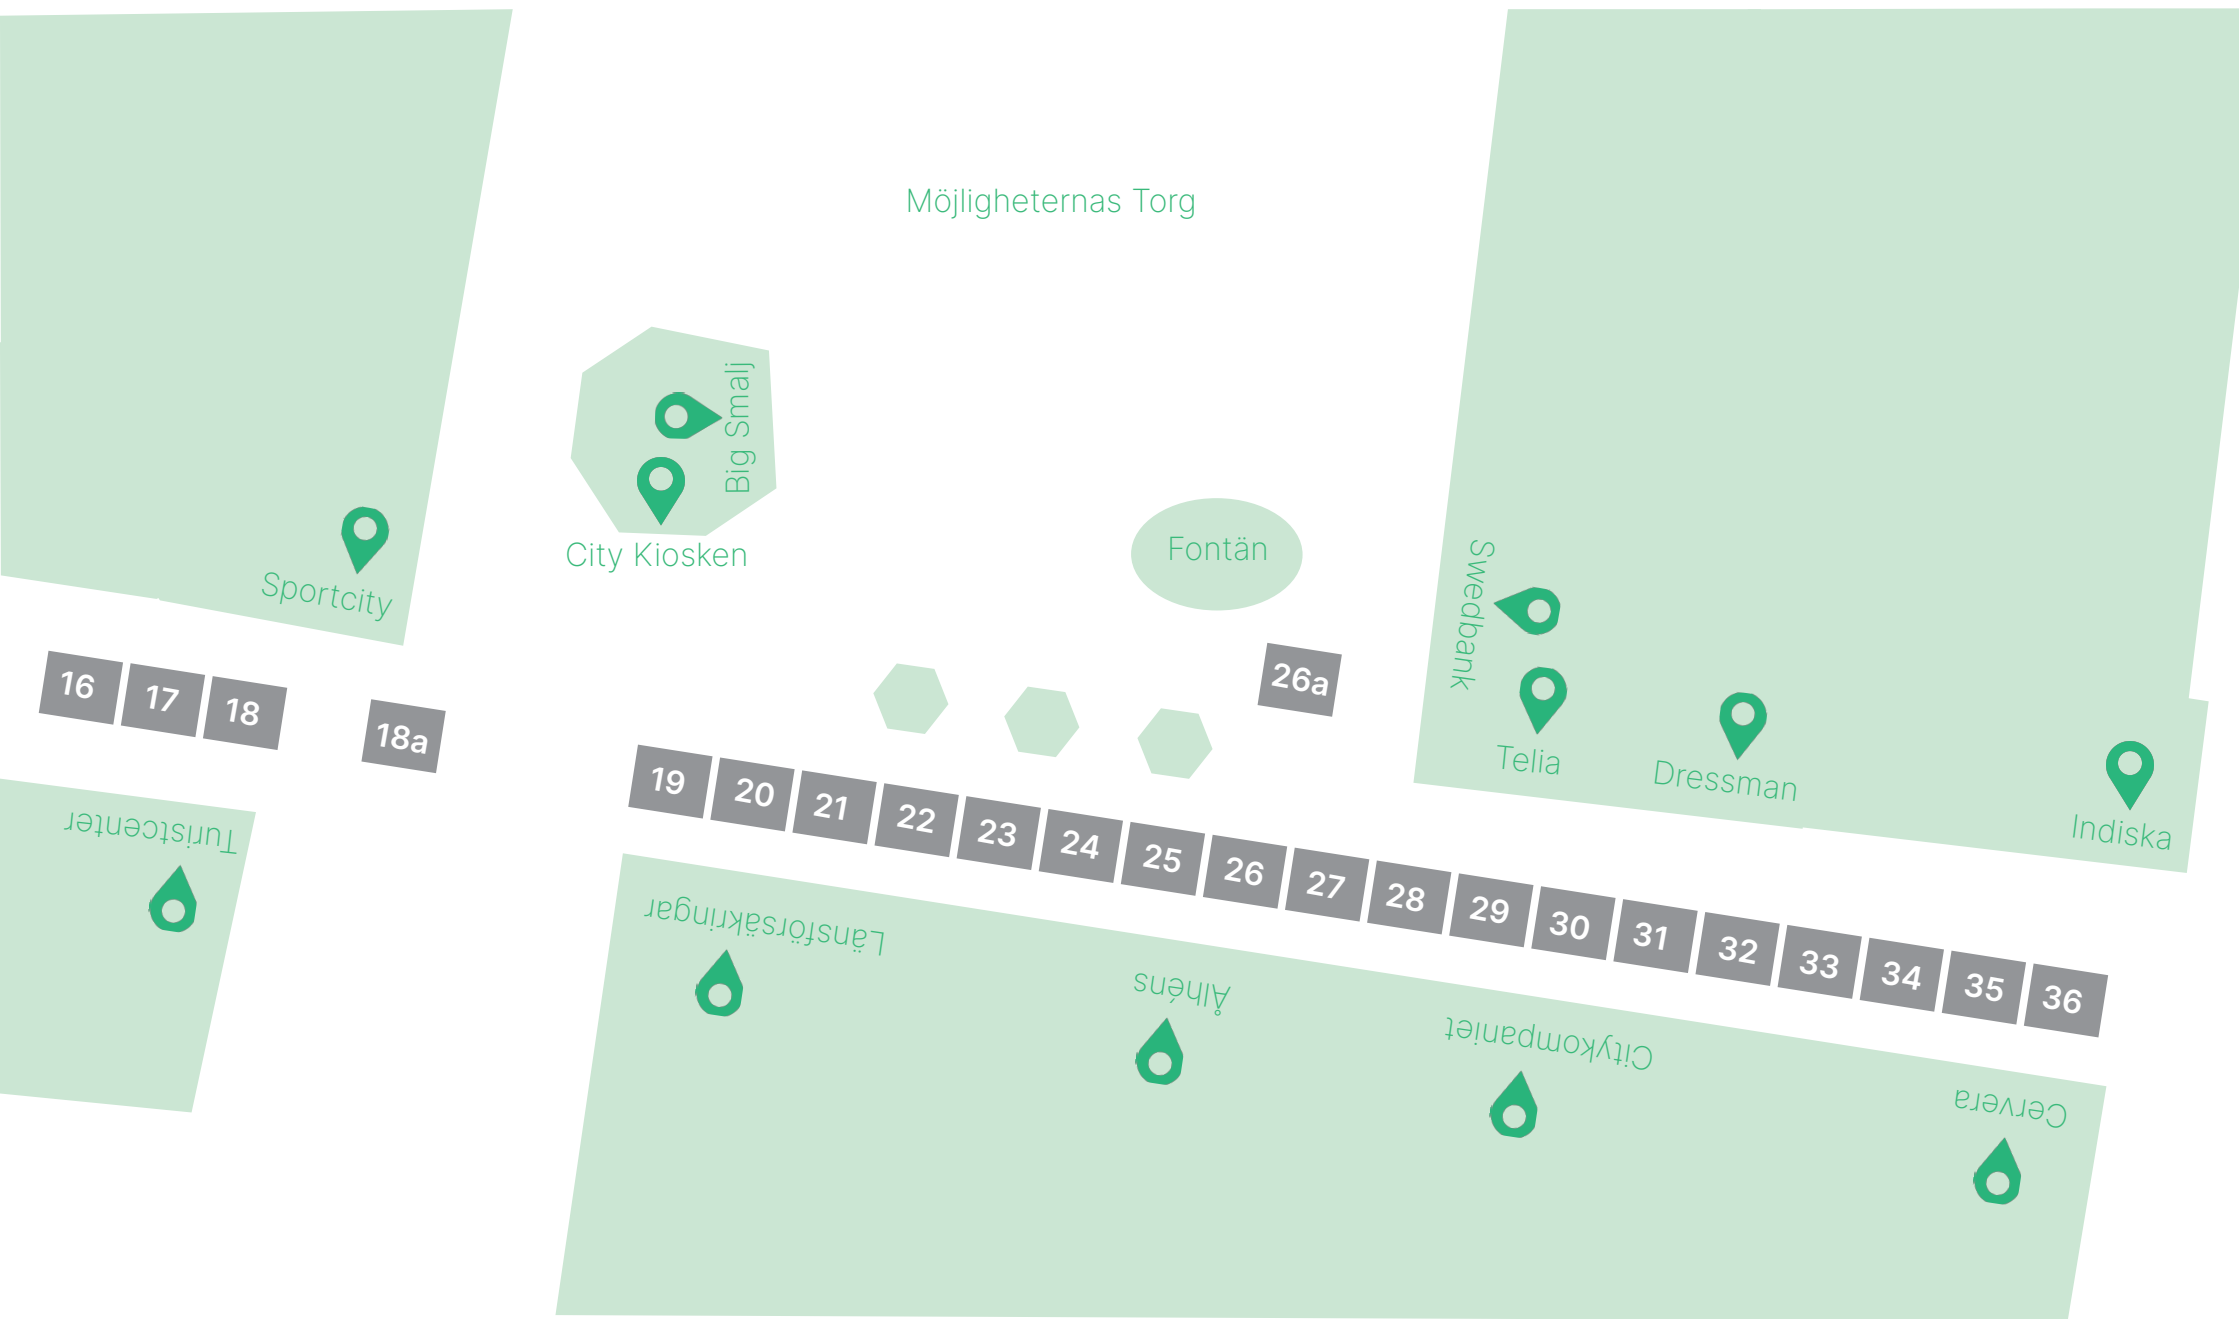 Möjligheternas Torg
Big Smalj
City Kiosken
Fontän
Sportcity
Swedbank
Telia
Dressman
Indiska
16
17
18
18a
26a
19
20
21
22
23
24
25
26
27
28
29
30
31
32
33
34
35
36
Turistcenter
Länsförsäkringar
Ålhéns
Citykompaniet
Cervera